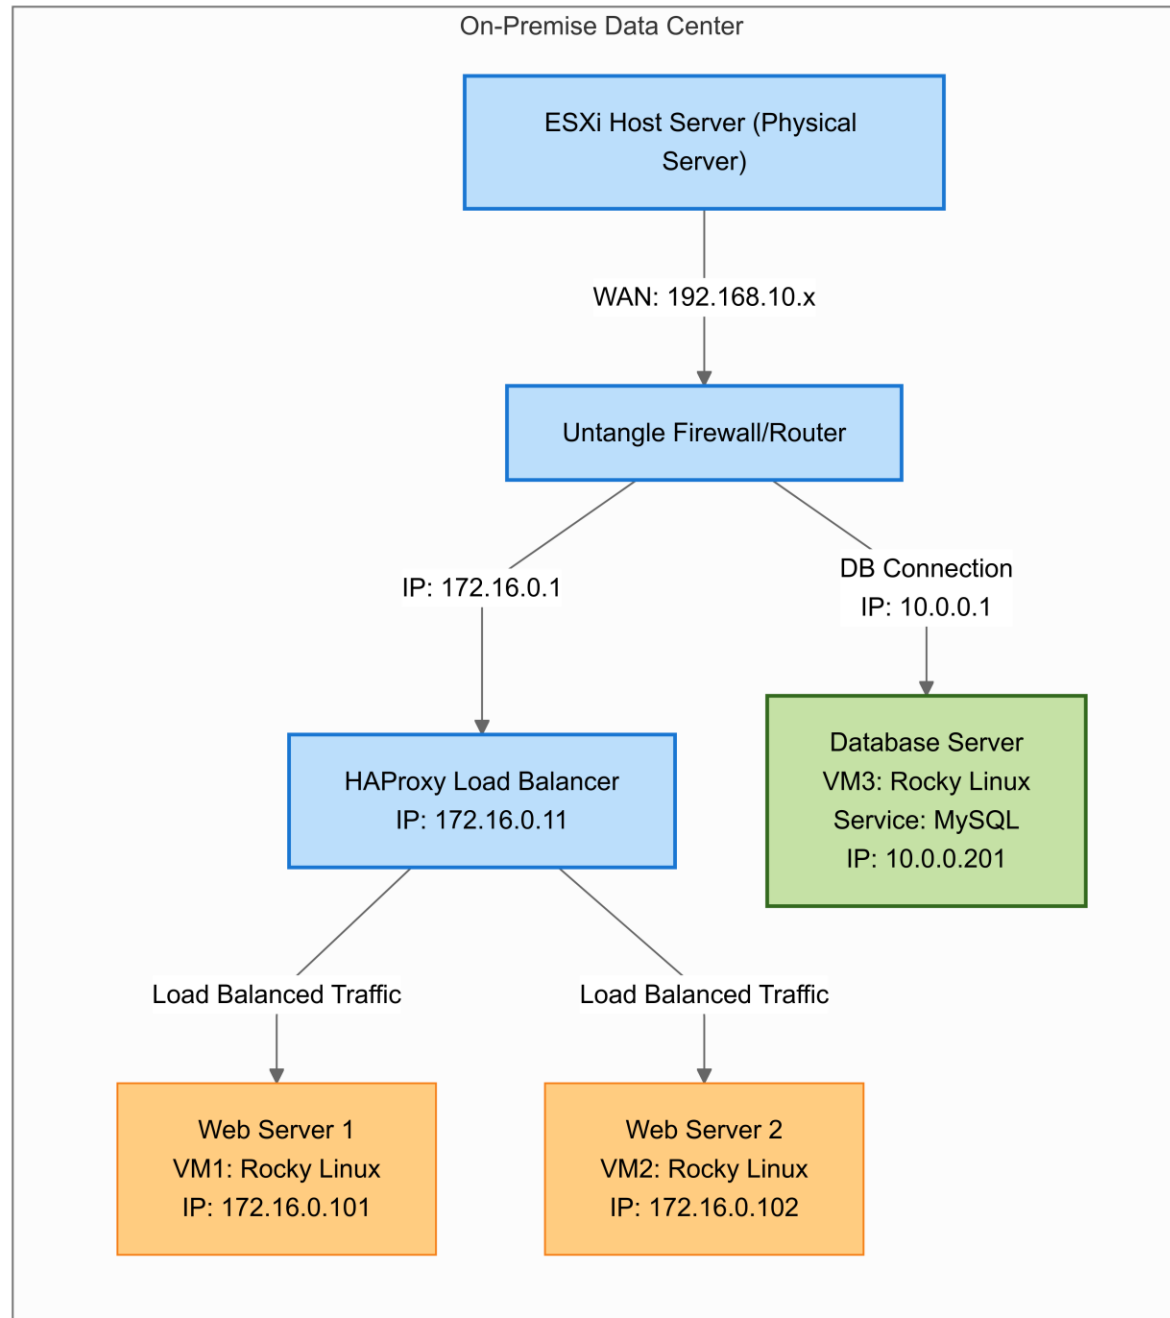 On-Premise Data Center
ESXi Host Server (Physical
Server)
WAN: 192.168.10.x
Untangle Firewall/Router
IP: 172.16.0.1
DB Connection
IP: 10.0.0.1
HAProxy Load Balancer
IP: 172.16.0.11
Database Server
VM3: Rocky Linux
Service: MySQL
IP: 10.0.0.201
Load Balanced Traffic
Load Balanced Traffic
Web Server 1
VM1: Rocky Linux
IP: 172.16.0.101
Web Server 2
VM2: Rocky Linux
IP: 172.16.0.102